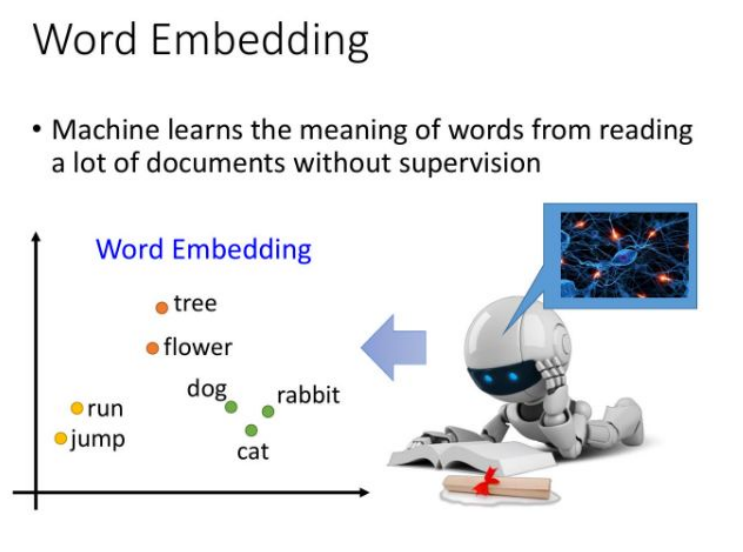 Word Embedding
• Machine learns the meaning of words from reading
a lot of documents without supervision
Word Embedding
tree
flower
dog
rabbit
run
jump
cat